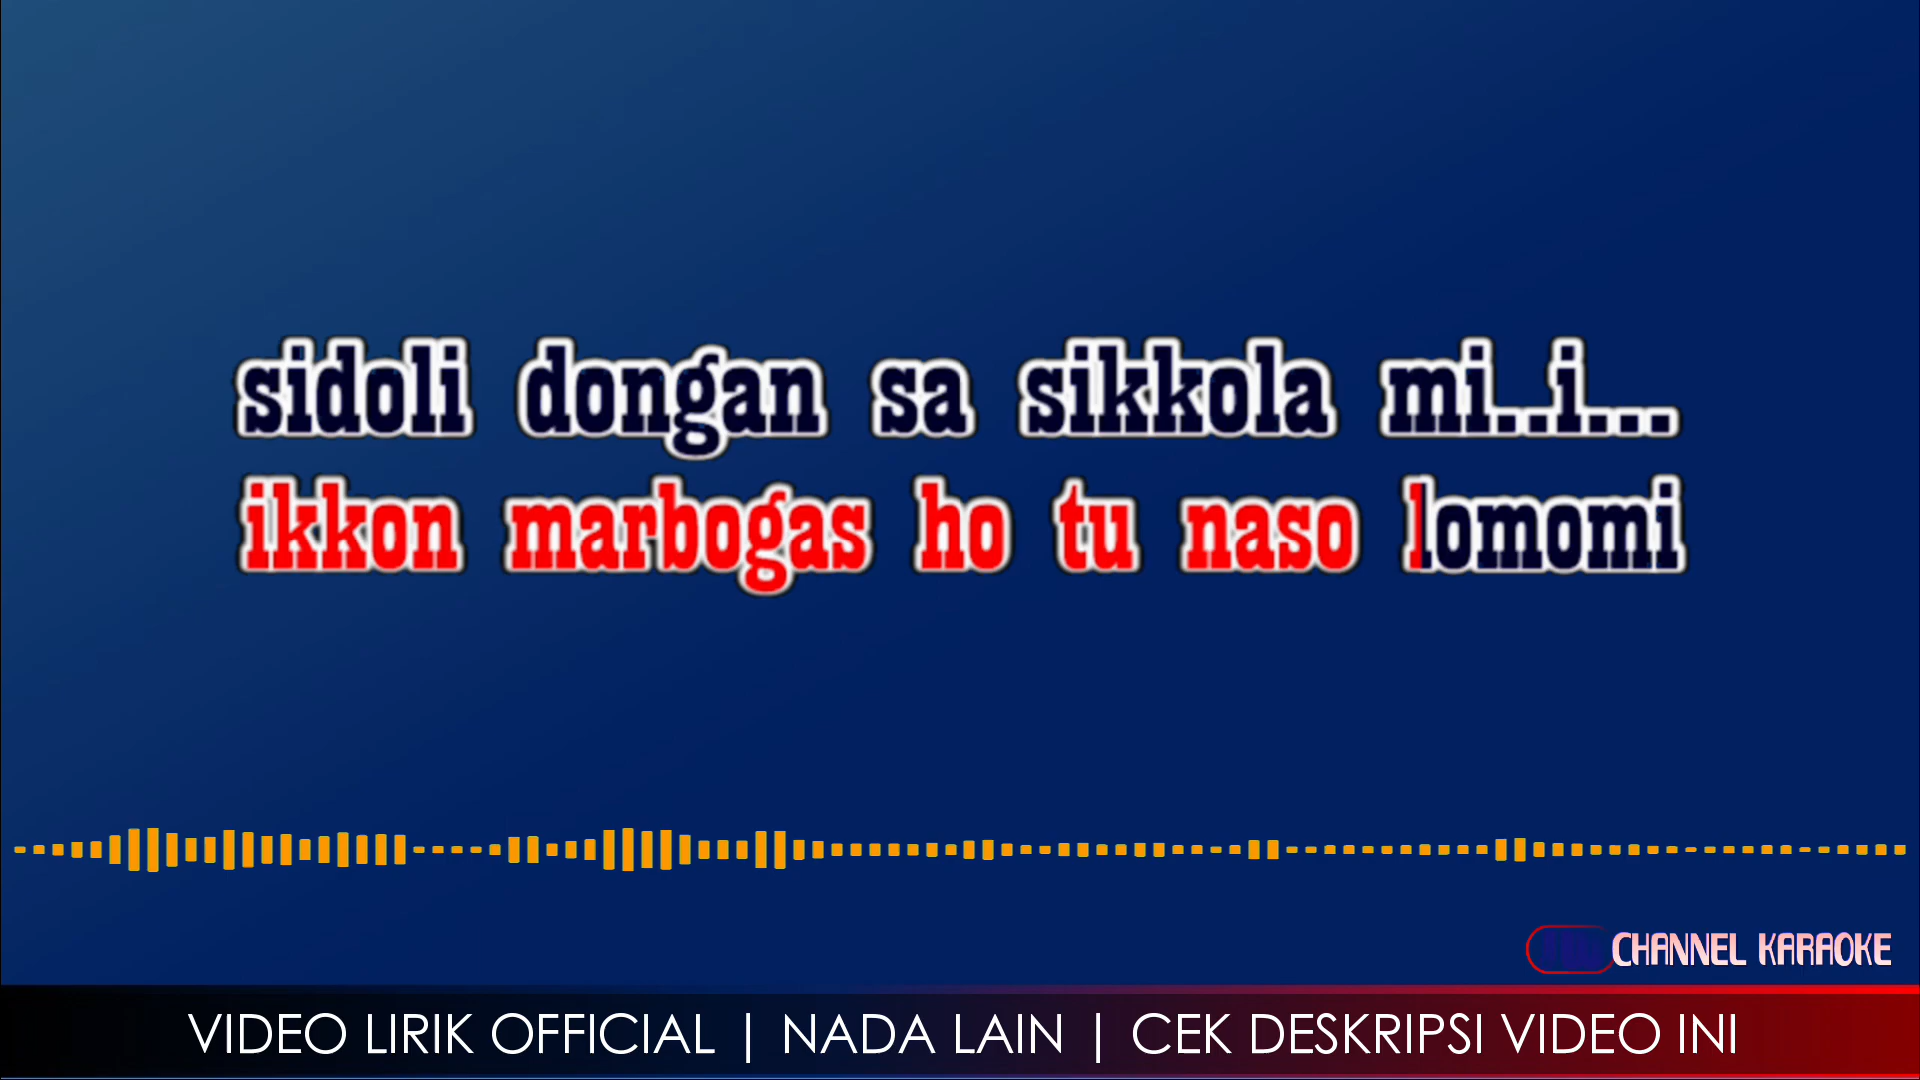 sidoli dongan sa sikkola mi..i...
ikkon marbogas ho tu naso lomomi
CHANNEL KARAOKE
VIDEO LIRIK OFFICIAL | NADA LAIN | CEK DESKRIPSI VIDEO INI